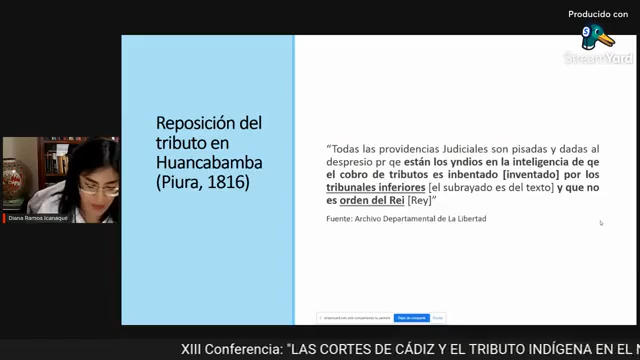 Producido con
StreamYard
Reposición del
tributo en
Huancabamba
(Piura, 1816)
“Todas las providencias Judiciales son pisadas y dadas al
despresio pr qe están los yndios en la inteligencia de qe
el cobro de tributos es inbentado [inventado] por los
tribunales inferiores [el subrayado es del texto] y que no
es orden del Rei [Rey]”
Fuente: Archivo Departamental de La Libertad
Diana Ramos Icanaque
XIII Conferencia: "LAS CORTES DE CÁDIZ Y EL TRIBUTO INDÍGENA EN EL